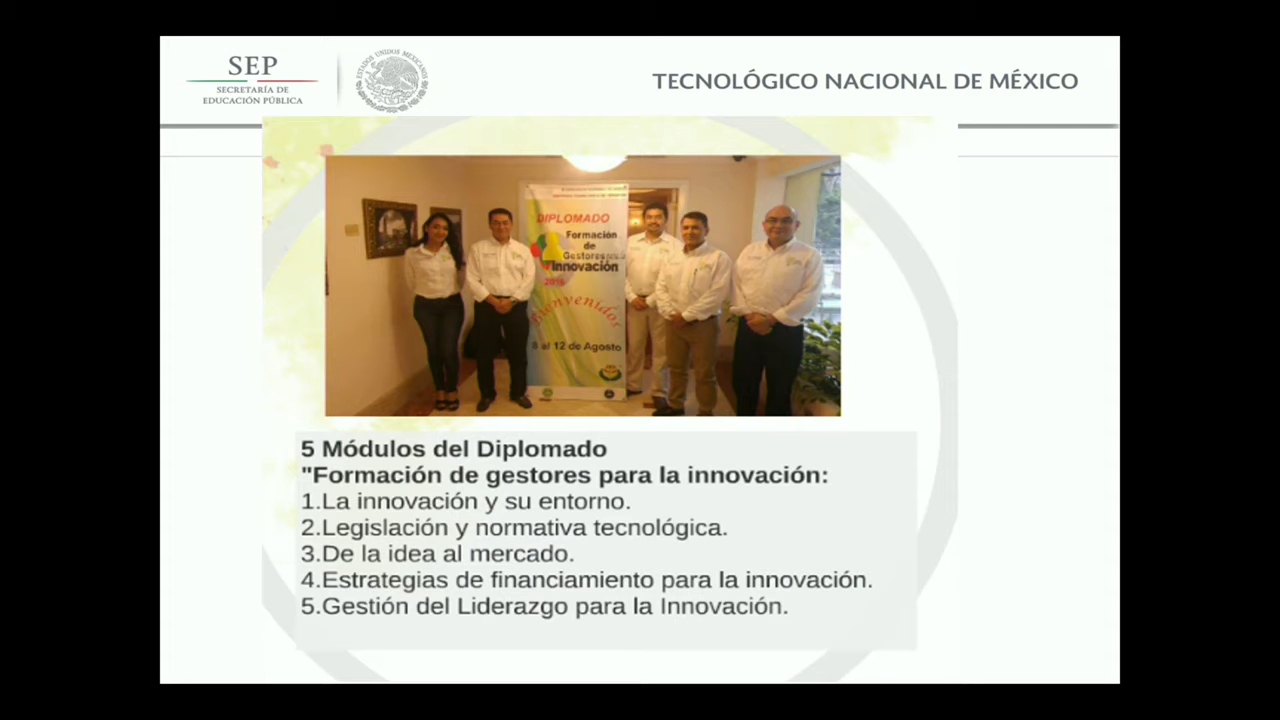 SEP
SECRETARÍA DE
EDUCACIÓN PÚBLICA
ESTADOS UNIDOS MEXICANOS
TECNOLÓGICO NACIONAL DE MÉXICO
DIPLOMADO
Formación
de
Gestores
Innovación
Bienvenidos
8 al 12 de Agosto
5 Módulos del Diplomado
"Formación de gestores para la innovación:
1.La innovación y su entorno.
2.Legislación y normativa tecnológica.
3.De la idea al mercado.
4.Estrategias de financiamiento para la innovación.
5.Gestión del Liderazgo para la Innovación.